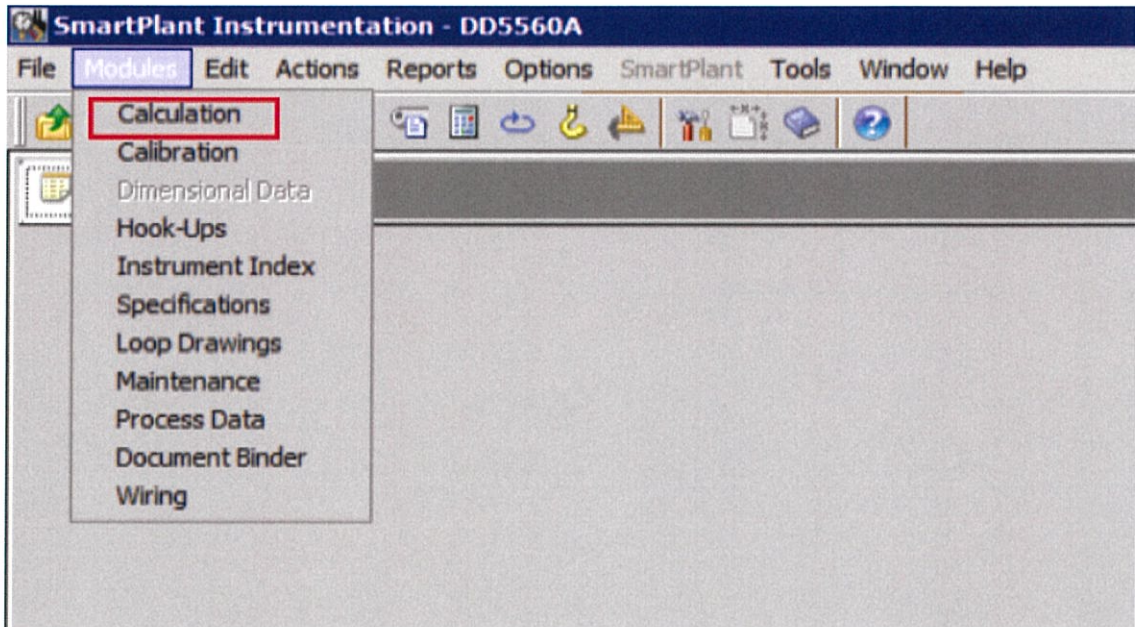 SmartPlant Instrumentation - DD5560A
File Modules Edit Actions Reports Options SmartPlant Tools Window Help
Calculation
Calibration
Dimensional Data
Hook-Ups
Instrument Index
Specifications
Loop Drawings
Maintenance
Process Data
Document Binder
Wiring